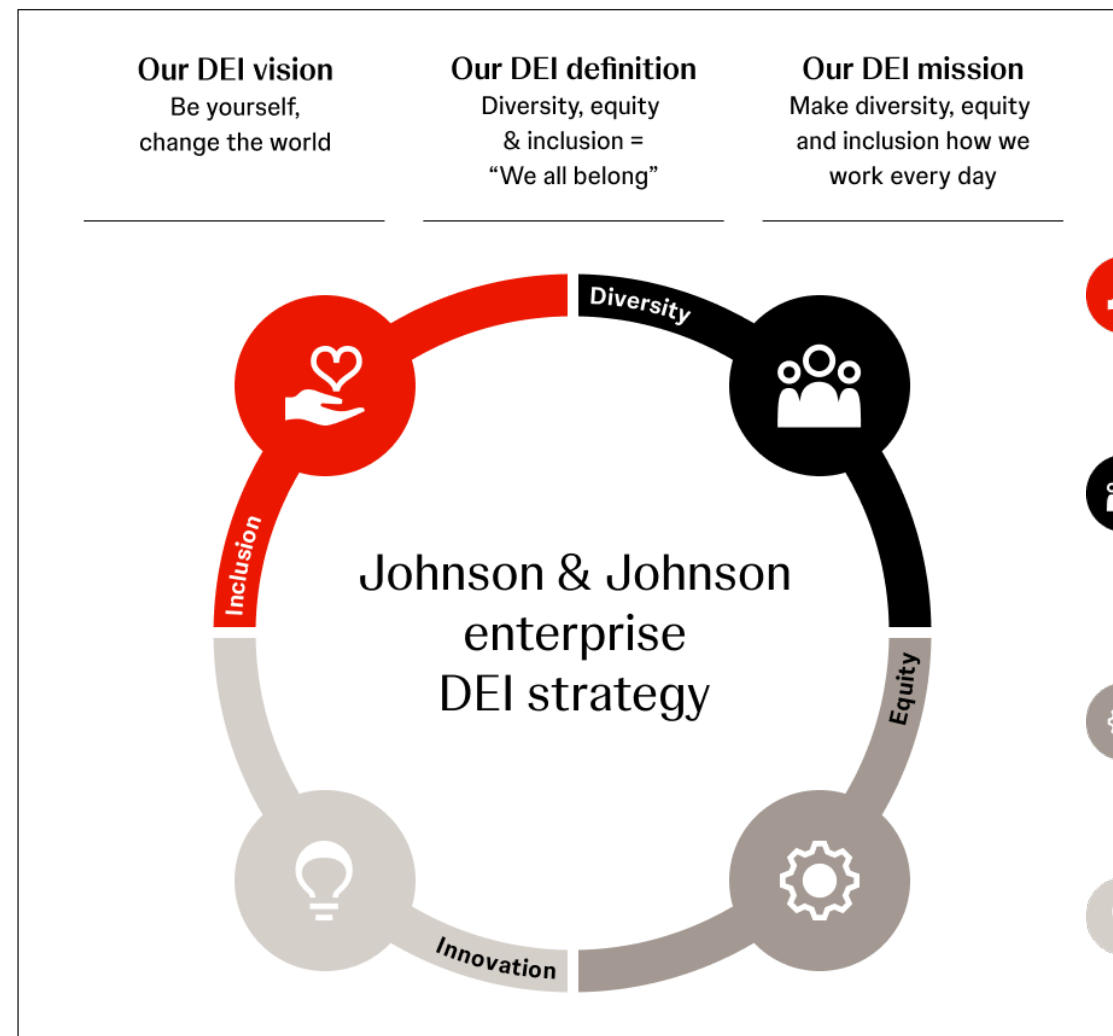 Our DEI vision
Be yourself,
change the world
Our DEI definition
Diversity, equity
& inclusion =
“We all belong”
Our DEI mission
Make diversity, equity
and inclusion how we
work every day
Diversity
Inclusion
Johnson & Johnson
enterprise
DEI strategy
Equity
Innovation